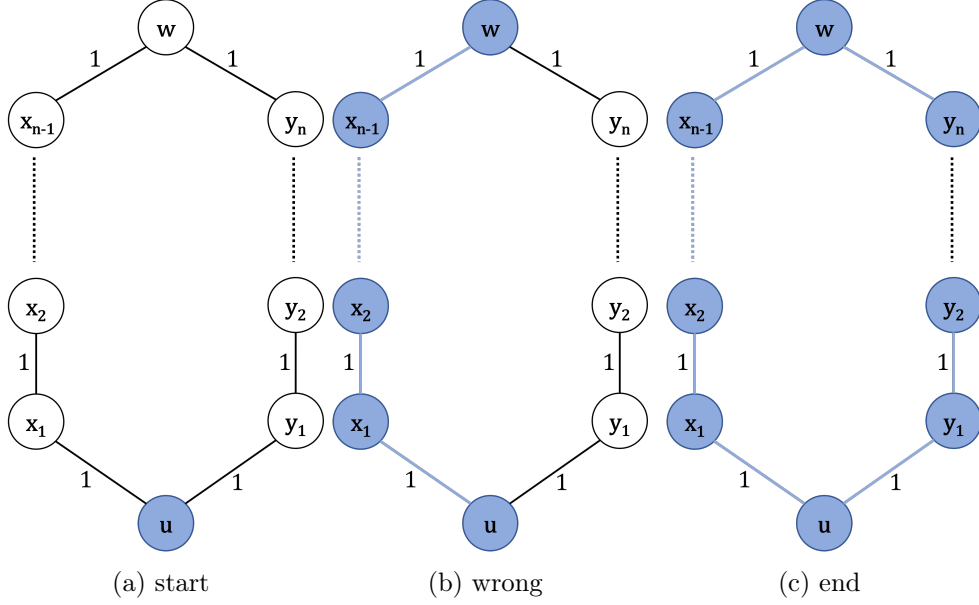 w
1 1
xn-1 yn
x2 y2
1 1
x1 y1
1 1
u
(a) start
w
1 1
xn-1 yn
x2 y2
1 1
x1 y1
1 1
u
(b) wrong
w
1 1
xn-1 yn
x2 y2
1 1
x1 y1
1 1
u
(c) end